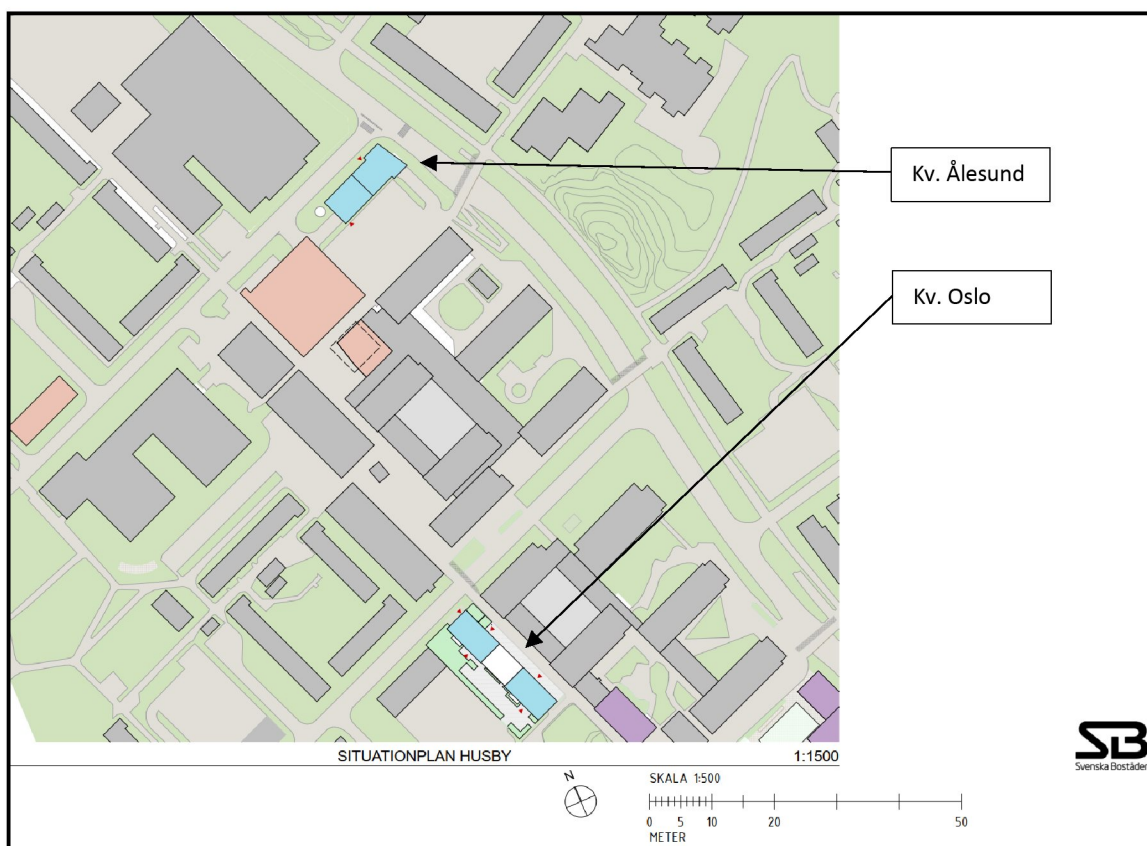 Kv. Ålesund
Kv. Oslo
SITUATIONPLAN HUSBY 1:1500
N
SKALA 1:500
0 5 10 20 50
METER
SB
Svenska Bostäder